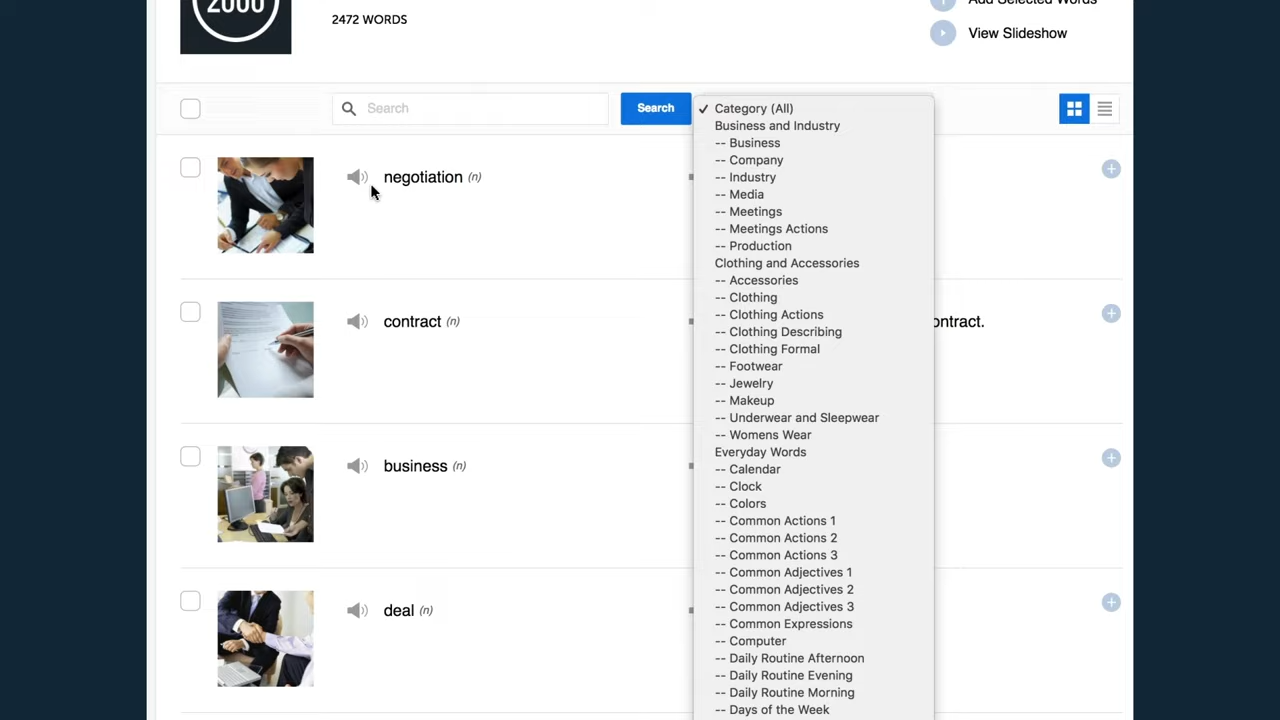 2000
2472 WORDS
Add Selected Words
View Slideshow
Search
Search
✓ Category (All)
Business and Industry
-- Business
-- Company
-- Industry
-- Media
-- Meetings
-- Meetings Actions
-- Production
Clothing and Accessories
-- Accessories
-- Clothing
-- Clothing Actions
-- Clothing Describing
-- Clothing Formal
-- Footwear
-- Jewelry
-- Makeup
-- Underwear and Sleepwear
-- Womens Wear
Everyday Words
-- Calendar
-- Clock
-- Colors
-- Common Actions 1
-- Common Actions 2
-- Common Actions 3
-- Common Adjectives 1
-- Common Adjectives 2
-- Common Adjectives 3
-- Common Expressions
-- Computer
-- Daily Routine Afternoon
-- Daily Routine Evening
-- Daily Routine Morning
-- Days of the Week
negotiation (n)
contract (n)
ontract.
business (n)
deal (n)